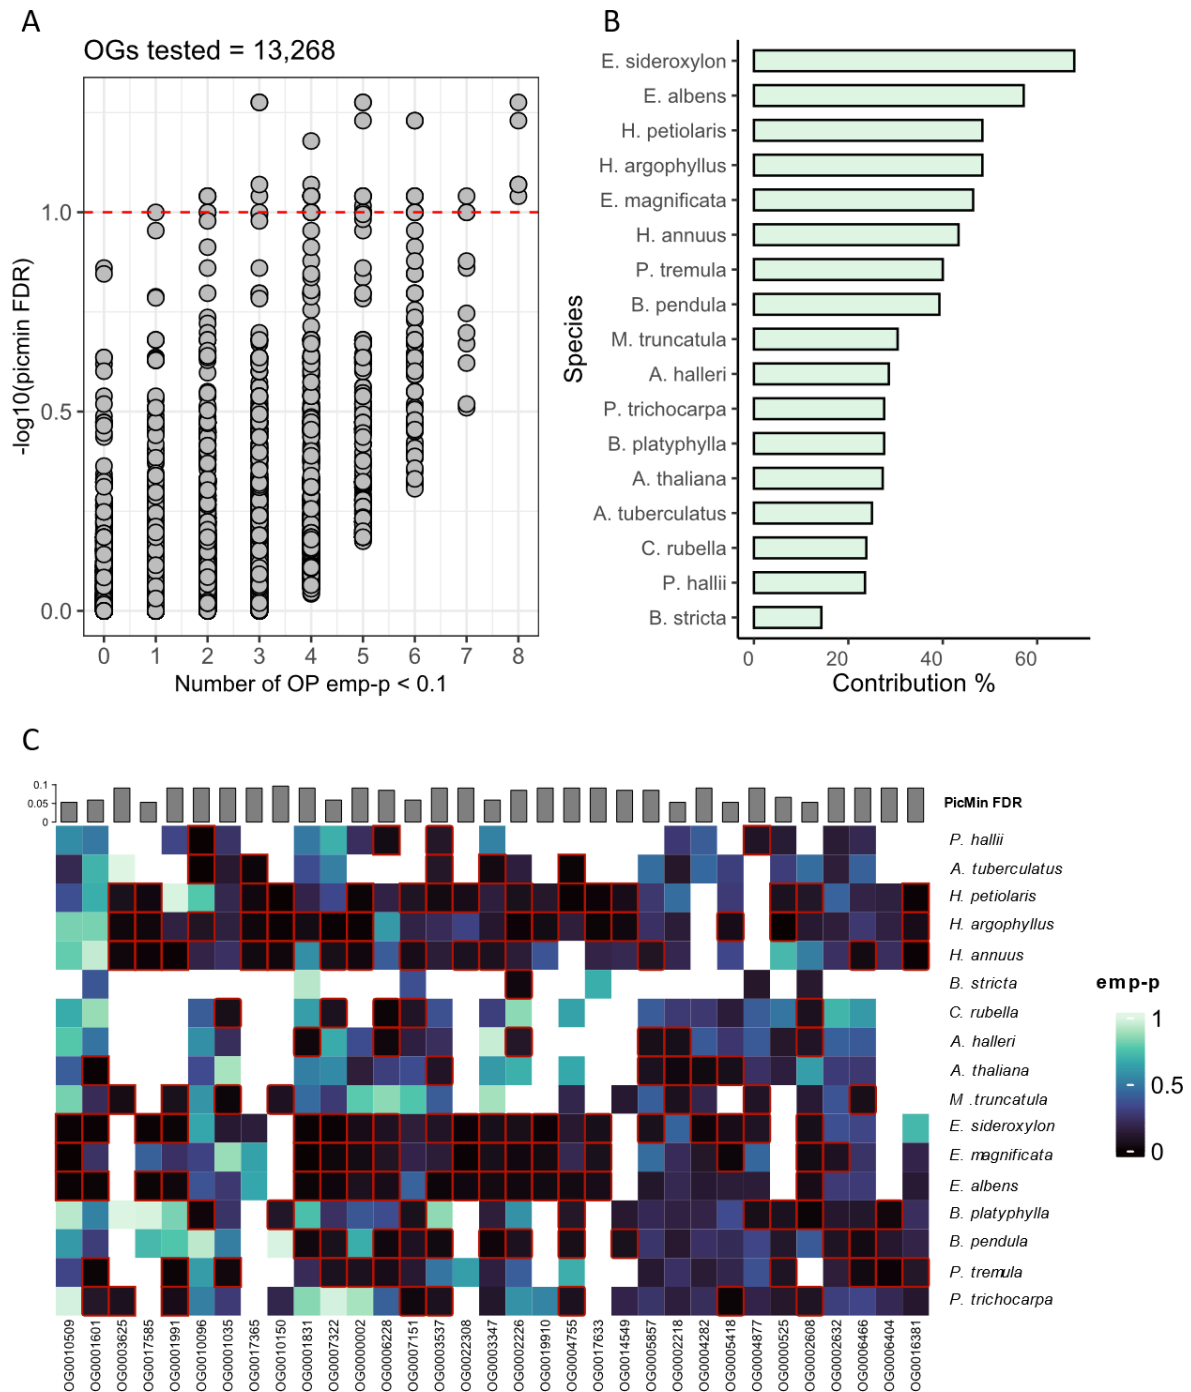 A
OGs tested = 13,268
-log10(picmin FDR)
1.0
0.5
0.0
0 1 2 3 4 5 6 7 8
Number of OP emp-p < 0.1
B
Species
E. sideroxylon
E. albens
H. petiolaris
H. argophyllus
E. magnificata
H. annuus
P. tremula
B. pendula
M. truncatula
A. halleri
P. trichocarpa
B. platyphylla
A. thaliana
A. tuberculatus
C. rubella
P. hallii
B. stricta
0 20 40 60
Contribution %
C
0.1
0.05
0
PicMin FDR
P. hallii
A. tuberculatus
H. petiolaris
H. argophyllus
H. annuus
B. stricta
C. rubella
A. halleri
A. thaliana
M .truncatula
E. sideroxylon
E. magnificata
E. albens
B. platyphylla
B. pendula
P. tremula
P. trichocarpa
emp-p
1
0.5
0
OG0010509
OG0001601
OG0003625
OG0017585
OG0001991
OG0010096
OG0001035
OG0017365
OG0010150
OG0001831
OG0007322
OG0000002
OG0006228
OG0007151
OG0003537
OG0022308
OG0003347
OG0002226
OG0019910
OG0004755
OG0017633
OG0014549
OG0005857
OG0002218
OG0004282
OG0005418
OG0004877
OG0000525
OG0002608
OG0002632
OG0006466
OG0006404
OG0016381